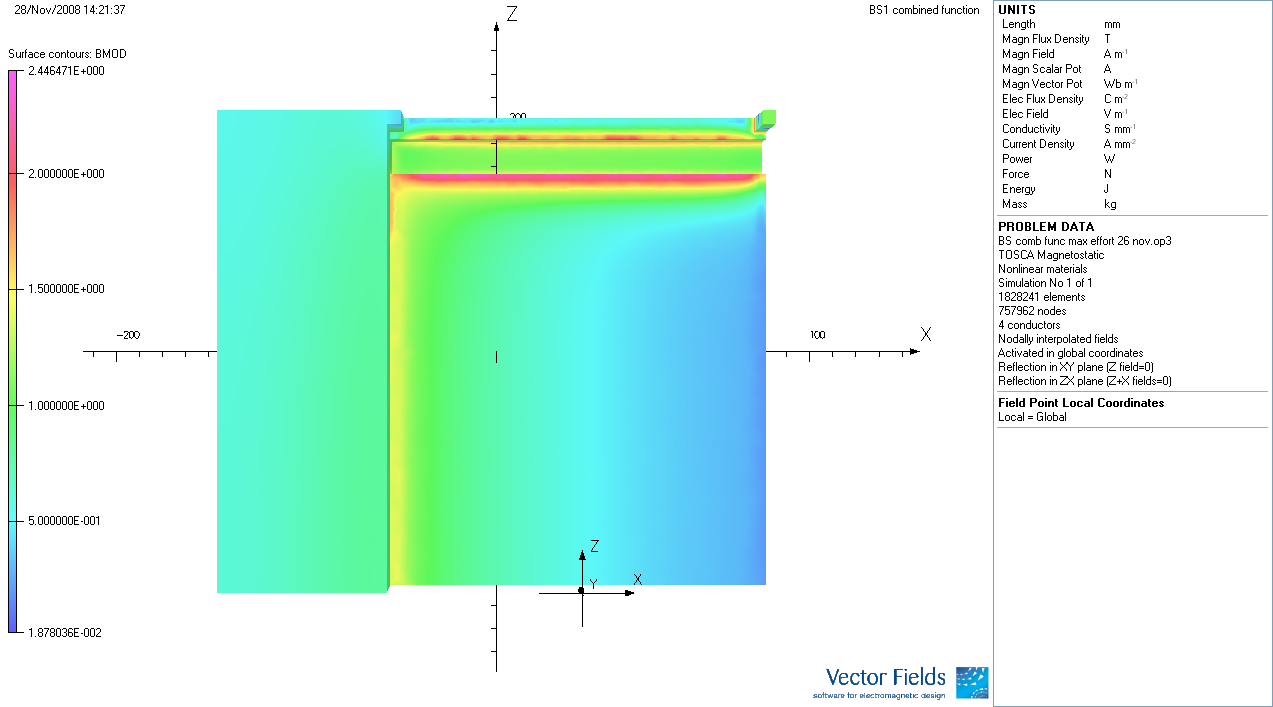 28/Nov/2008 14:21:37
BS1 combined function
Z
Surface contours: BMOD
2.446471E+000
2.000000E+000
1.500000E+000
1.000000E+000
5.000000E-001
1.878036E-002
200
-200
100
X
Z
Y
X
Vector Fields
software for electromagnetic design
UNITS
Length mm
Magn Flux Density T
Magn Field A m-1
Magn Scalar Pot A
Magn Vector Pot Wb m-1
Elec Flux Density C m-2
Elec Field V m-1
Conductivity S mm-1
Current Density A mm-2
Power W
Force N
Energy J
Mass kg
PROBLEM DATA
BS comb func max effort 26 nov.op3
TOSCA Magnetostatic
Nonlinear materials
Simulation No 1 of 1
1828241 elements
757962 nodes
4 conductors
Nodally interpolated fields
Activated in global coordinates
Reflection in XY plane (Z field=0)
Reflection in ZX plane (Z+X fields=0)
Field Point Local Coordinates
Local = Global